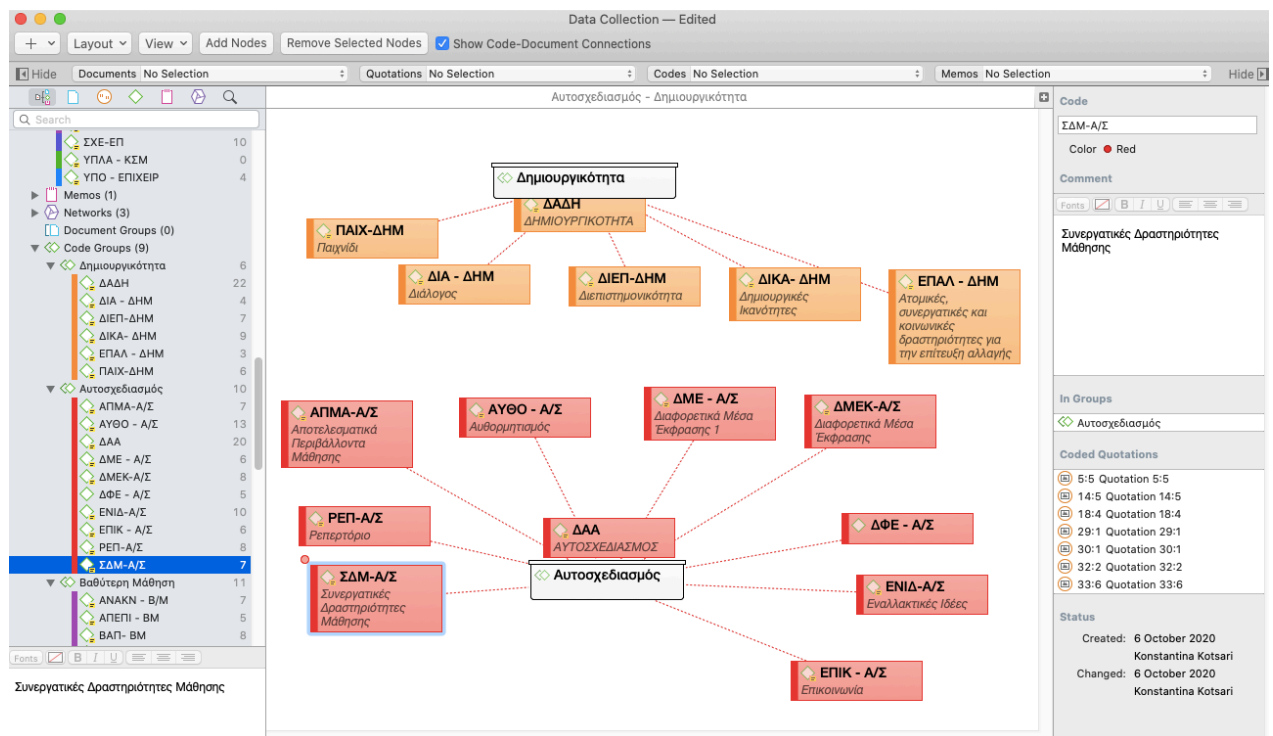 Data Collection — Edited
+ Layout View Add Nodes Remove Selected Nodes Show Code-Document Connections
Hide Documents No Selection Quotations No Selection Codes No Selection Memos No Selection Hide
Search
ΣΧΕ-ΕΠ 10
ΥΠΛΑ - ΚΣΜ 0
ΥΠΟ - ΕΠΙΧΕΙΡ 4
Memos (1)
Networks (3)
Document Groups (0)
Code Groups (9)
Δημιουργικότητα 6
ΔΑΔΗ 22
ΔΙΑ - ΔΗΜ 4
ΔΙΕΠ-ΔΗΜ 7
ΔΙΚΑ- ΔΗΜ 9
ΕΠΑΛ - ΔΗΜ 3
ΠΑΙΧ-ΔΗΜ 6
Αυτοσχεδιασμός 10
ΑΠΜΑ-Α/Σ 7
ΑΥΘΟ - Α/Σ 13
ΔΑΑ 20
ΔΜΕ - Α/Σ 6
ΔΜΕΚ-Α/Σ 8
ΔΦΕ - Α/Σ 5
ΕΝΙΔ-Α/Σ 10
ΕΠΙΚ - Α/Σ 6
ΡΕΠ-Α/Σ 8
ΣΔΜ-Α/Σ 7
Βαθύτερη Μάθηση 11
ΑΝΑΚΝ - Β/Μ 7
ΑΠΕΠΙ - ΒΜ 5
ΒΑΠ- ΒΜ 8
Fonts B I U
Συνεργατικές Δραστηριότητες Μάθησης
Αυτοσχεδιασμός - Δημιουργικότητα
Δημιουργικότητα
ΔΑΔΗ
ΔΗΜΙΟΥΡΓΙΚΟΤΗΤΑ
ΠΑΙΧ-ΔΗΜ
Παιχνίδι
ΔΙΑ - ΔΗΜ
Διάλογος
ΔΙΕΠ-ΔΗΜ
Διεπιστημονικότητα
ΔΙΚΑ- ΔΗΜ
Δημιουργικές
Ικανότητες
ΕΠΑΛ - ΔΗΜ
Ατομικές,
συνεργατικές και
κοινωνικές
δραστηριότητες για
την επίτευξη αλλαγής
ΑΠΜΑ-Α/Σ
Αποτελεσματικά
Περιβάλλοντα
Μάθησης
ΑΥΘΟ - Α/Σ
Αυθορμητισμός
ΔΜΕ - Α/Σ
Διαφορετικά Μέσα
Έκφρασης 1
ΔΜΕΚ-Α/Σ
Διαφορετικά Μέσα
Έκφρασης
ΡΕΠ-Α/Σ
Ρεπερτόριο
ΔΑΑ
ΑΥΤΟΣΧΕΔΙΑΣΜΟΣ
ΔΦΕ - Α/Σ
ΣΔΜ-Α/Σ
Συνεργατικές
Δραστηριότητες
Μάθησης
Αυτοσχεδιασμός
ΕΝΙΔ-Α/Σ
Εναλλακτικές Ιδέες
ΕΠΙΚ - Α/Σ
Επικοινωνία
Code
ΣΔΜ-Α/Σ
Color Red
Comment
Fonts B I U
Συνεργατικές Δραστηριότητες
Μάθησης
In Groups
Αυτοσχεδιασμός
Coded Quotations
5:5 Quotation 5:5
14:5 Quotation 14:5
18:4 Quotation 18:4
29:1 Quotation 29:1
30:1 Quotation 30:1
32:2 Quotation 32:2
33:6 Quotation 33:6
Status
Created: 6 October 2020
Konstantina Kotsari
Changed: 6 October 2020
Konstantina Kotsari